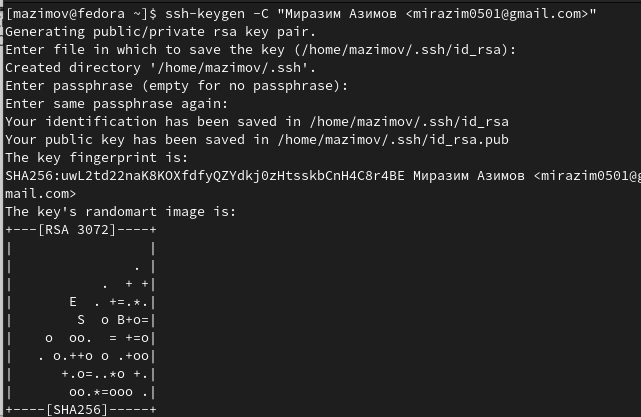 [mazimov@fedora ~]$ ssh-keygen -C "Миразим Азимов <mirazim0501@gmail.com>"
Generating public/private rsa key pair.
Enter file in which to save the key (/home/mazimov/.ssh/id_rsa):
Created directory '/home/mazimov/.ssh'.
Enter passphrase (empty for no passphrase):
Enter same passphrase again:
Your identification has been saved in /home/mazimov/.ssh/id_rsa
Your public key has been saved in /home/mazimov/.ssh/id_rsa.pub
The key fingerprint is:
SHA256:uwL2td22naK8KOXfdfyQZYdkj0zHtsskbCnH4C8r4BE Миразим Азимов <mirazim0501@g
mail.com>
The key's randomart image is:
+---[RSA 3072]----+
|                 |
|               . |
|           .  + +|
|       E  . +=.*.|
|        S  o B+o=|
|    o  oo.  = +=o|
|   . o.++o o .+oo|
|      +.o=..*o +.|
|       oo.*=ooo .|
+----[SHA256]-----+